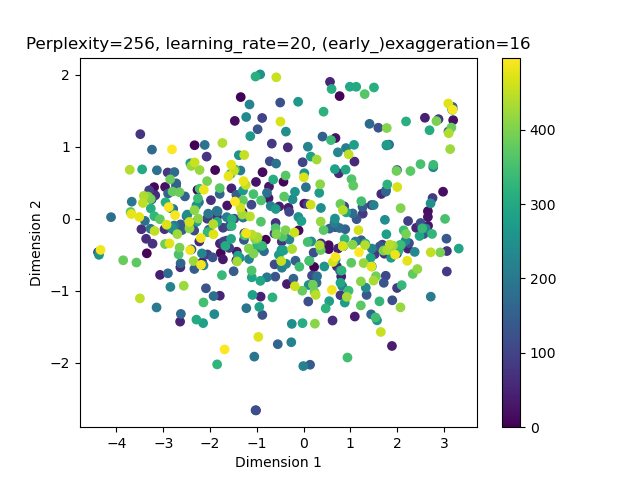 Perplexity=256, learning_rate=20, (early_)exaggeration=16
2
1
0
−1
−2
Dimension 2
−4 −3 −2 −1 0 1 2 3
Dimension 1
400
300
200
100
0